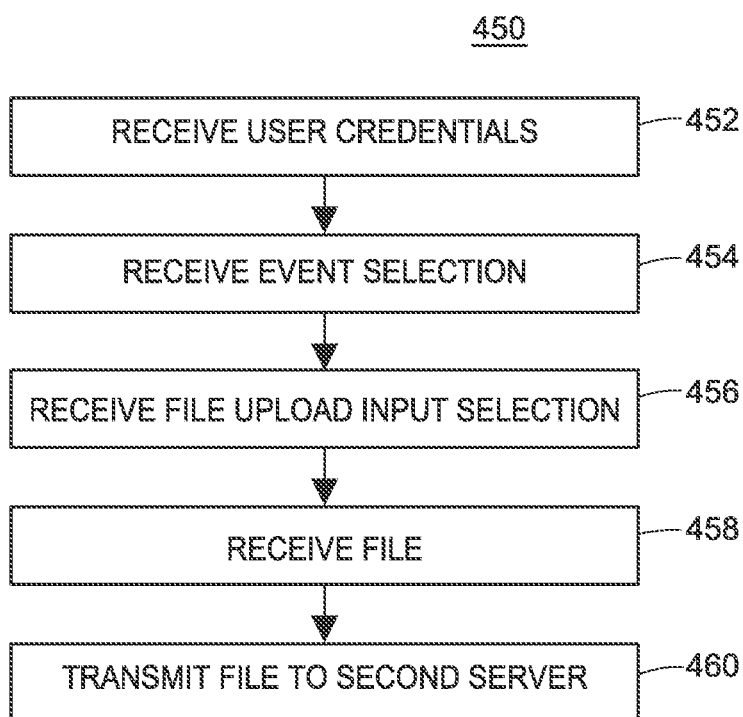 450
RECEIVE USER CREDENTIALS
452
RECEIVE EVENT SELECTION
454
RECEIVE FILE UPLOAD INPUT SELECTION
456
RECEIVE FILE
458
TRANSMIT FILE TO SECOND SERVER
460